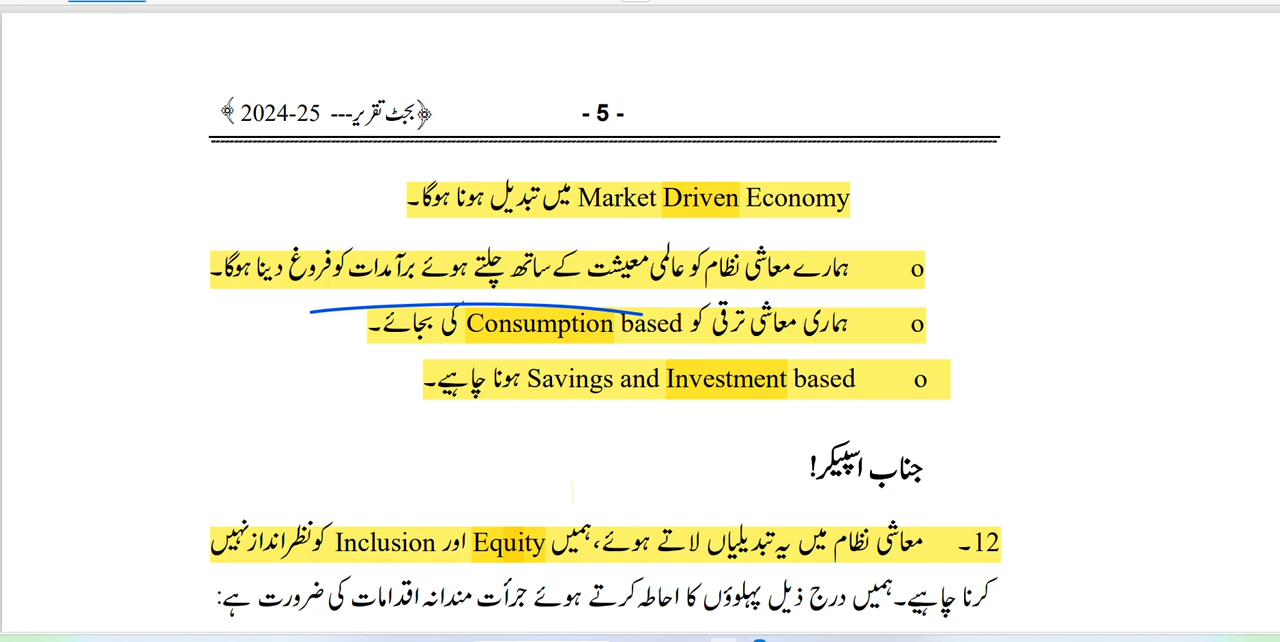 ﴿بجٹ تقریر--- 2024-25﴾
- 5 -
Market Driven Economy میں تبدیل ہونا ہوگا۔
o ہمارے معاشی نظام کو عالمی معیشت کے ساتھ چلتے ہوئے برآمدات کو فروغ دینا ہوگا۔
o ہماری معاشی ترقی کو Consumption based کی بجائے۔
o Savings and Investment based ہونا چاہیے۔
جناب اسپیکر!
12۔ معاشی نظام میں یہ تبدیلیاں لاتے ہوئے، ہمیں Equity اور Inclusion کو نظر انداز نہیں
کرنا چاہیے۔ ہمیں درج ذیل پہلوؤں کا احاطہ کرتے ہوئے جرأت مندانہ اقدامات کی ضرورت ہے: